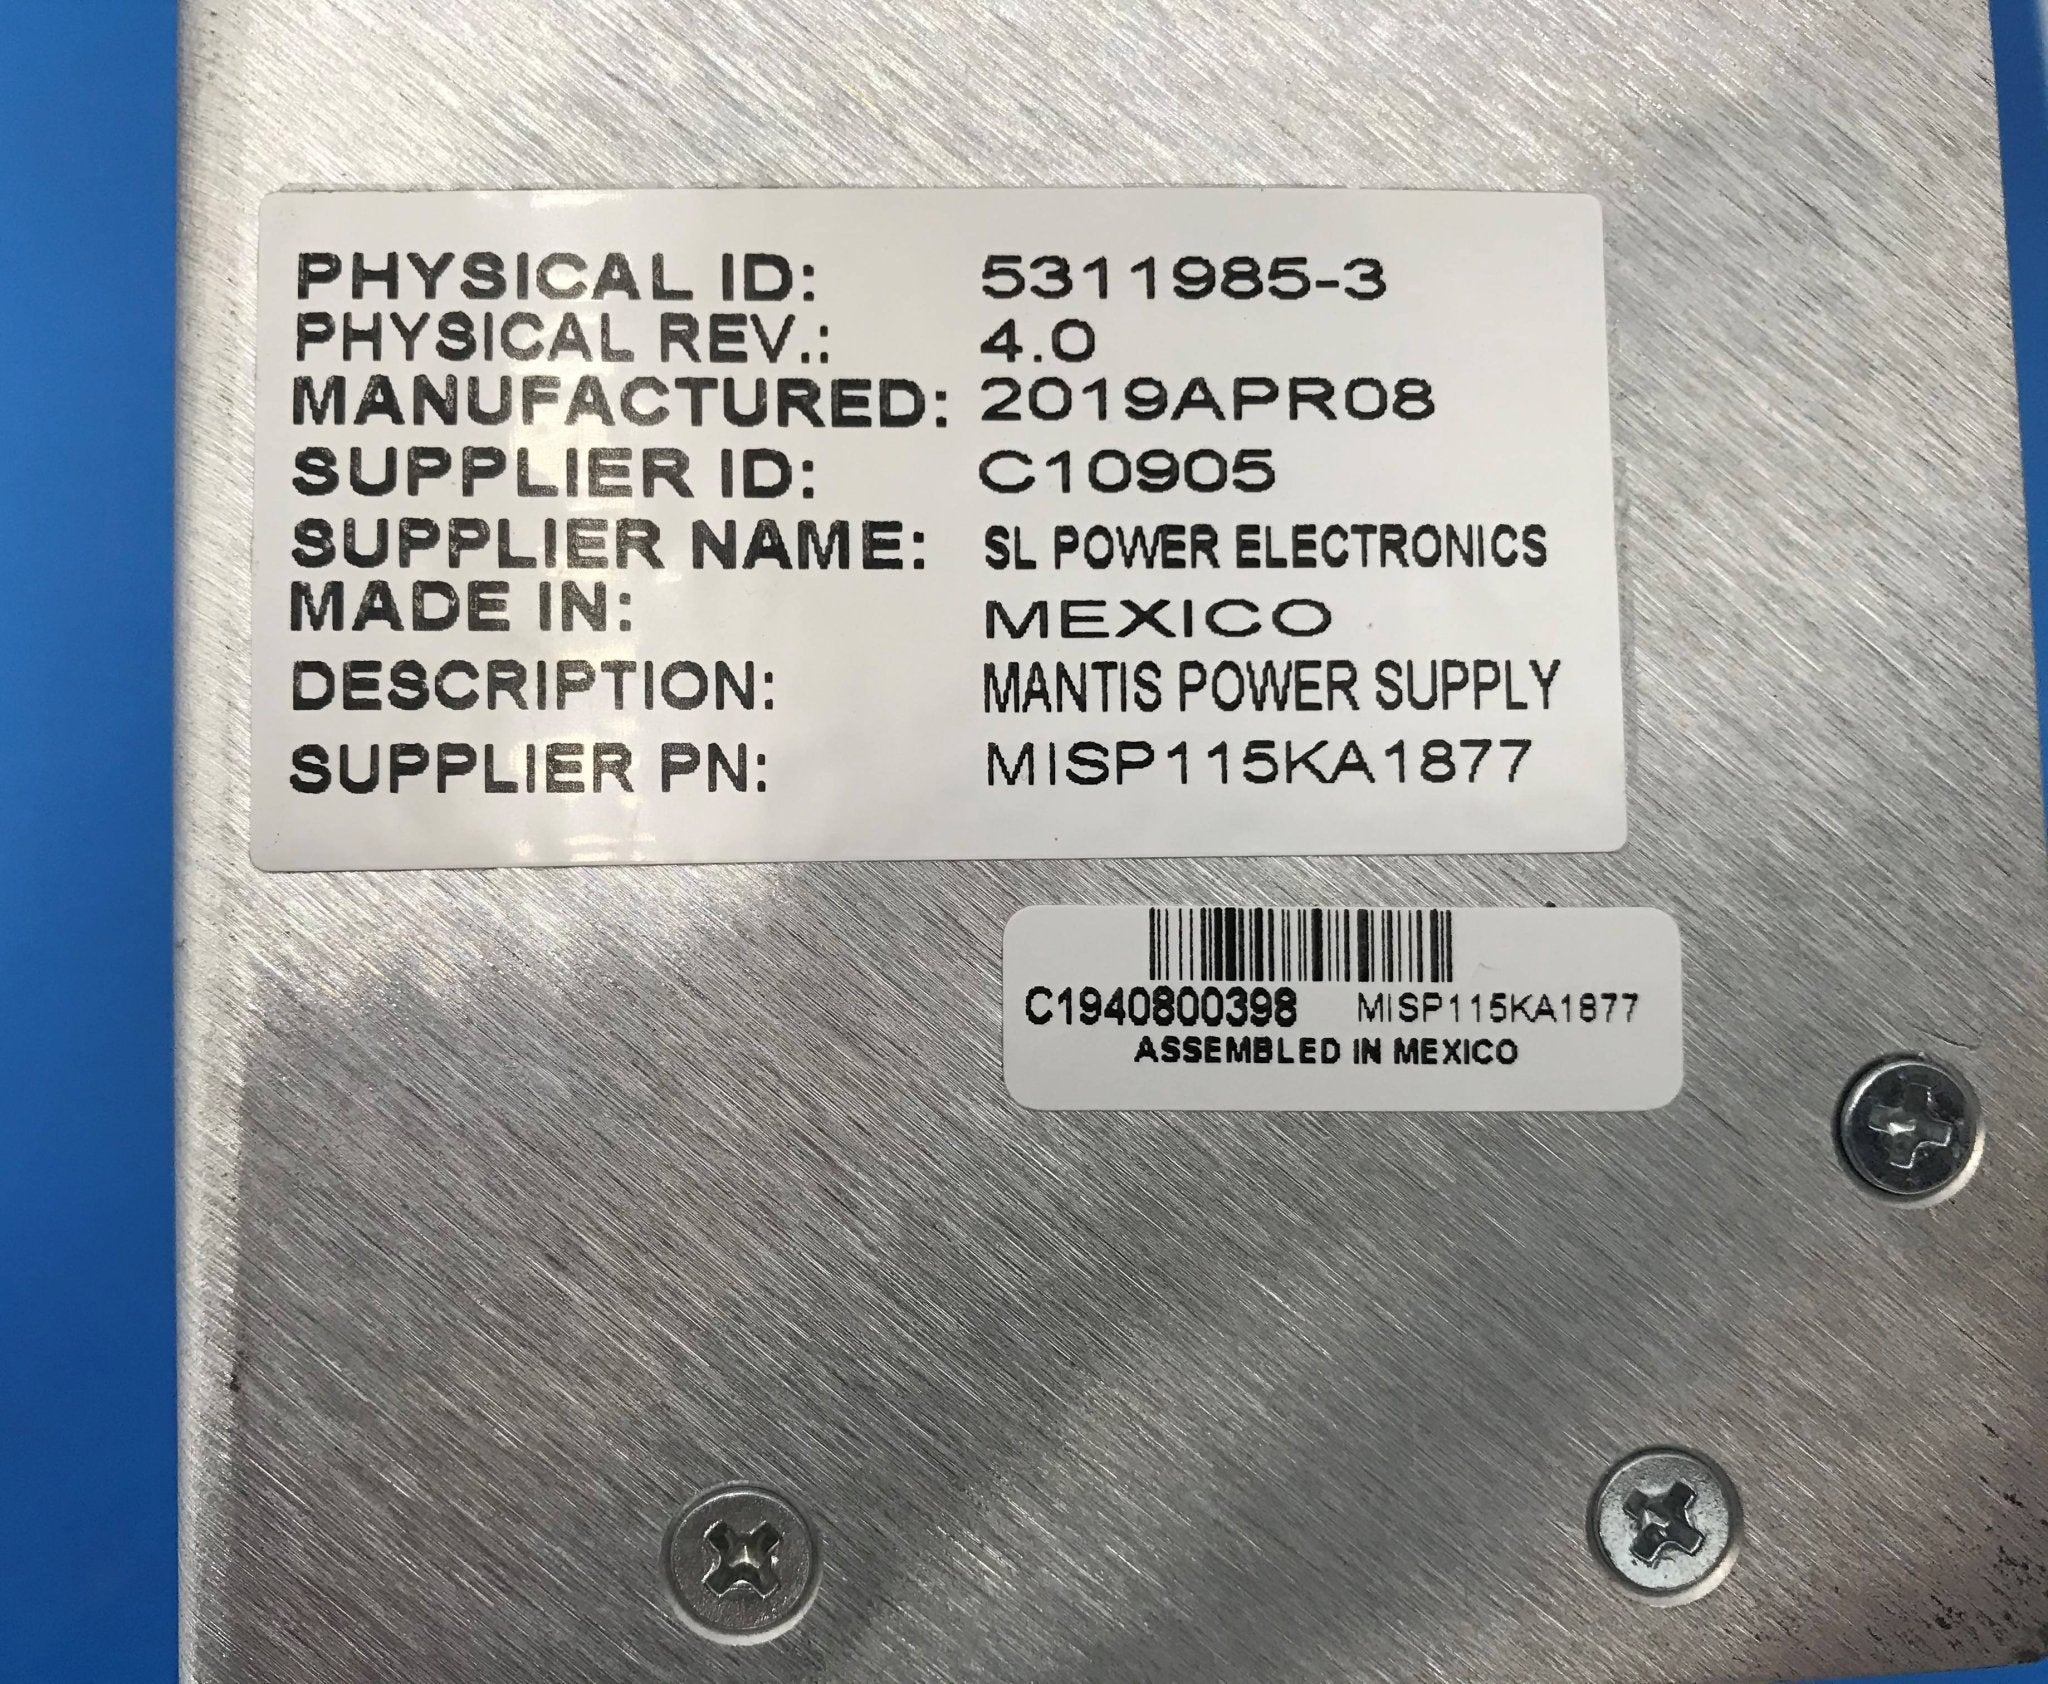 PHYSICAL ID: 5311985-3
PHYSICAL REV.: 4.0
MANUFACTURED: 2019APR08
SUPPLIER ID: C10905
SUPPLIER NAME: SL POWER ELECTRONICS
MADE IN: MEXICO
DESCRIPTION: MANTIS POWER SUPPLY
SUPPLIER PN: MISP115KA1877
C1940800398 MISP115KA1877
ASSEMBLED IN MEXICO